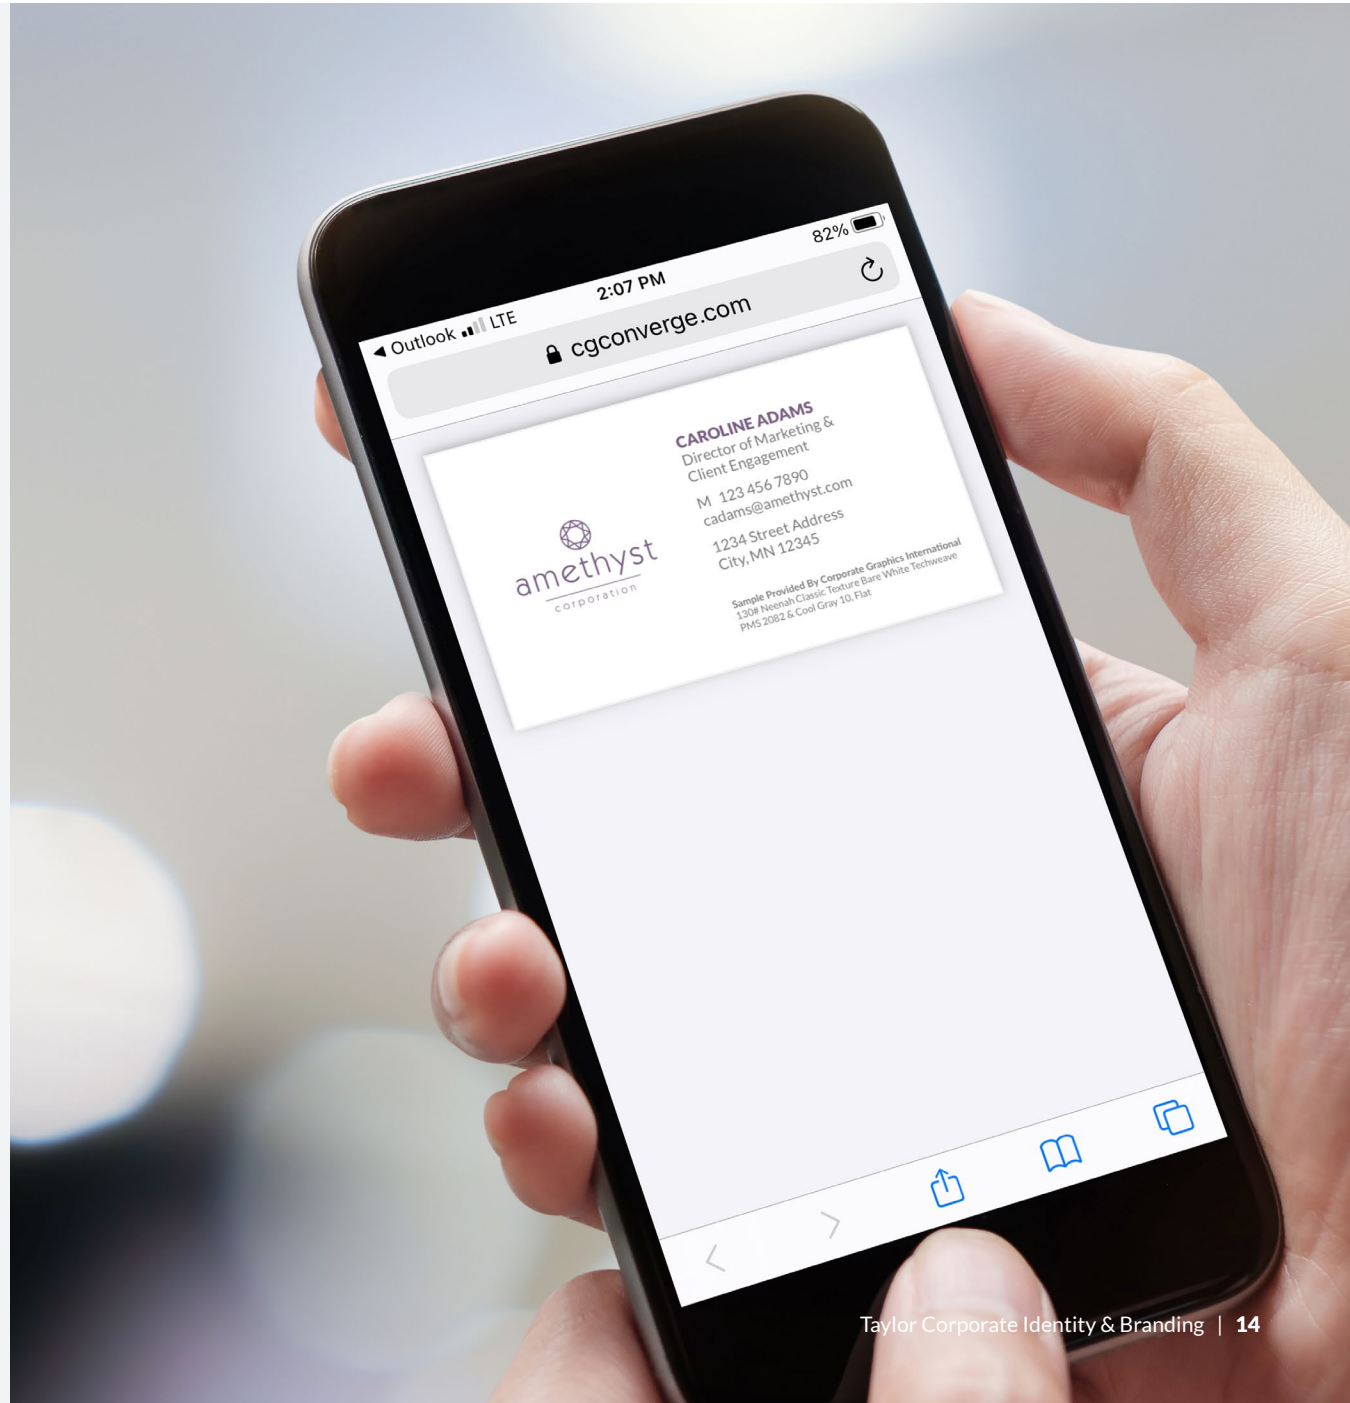 82%
2:07 PM
Outlook LTE
cgconverge.com
CAROLINE ADAMS
Director of Marketing &
Client Engagement
M 123 456 7890
cadams@amethyst.com
1234 Street Address
City, MN 12345
amethyst
corporation
Sample Provided By Corporate Graphics International
130# Neenah Classic Texture Bare White Techweave
PMS 2082 & Cool Gray 10, Flat
Taylor Corporate Identity & Branding | 14